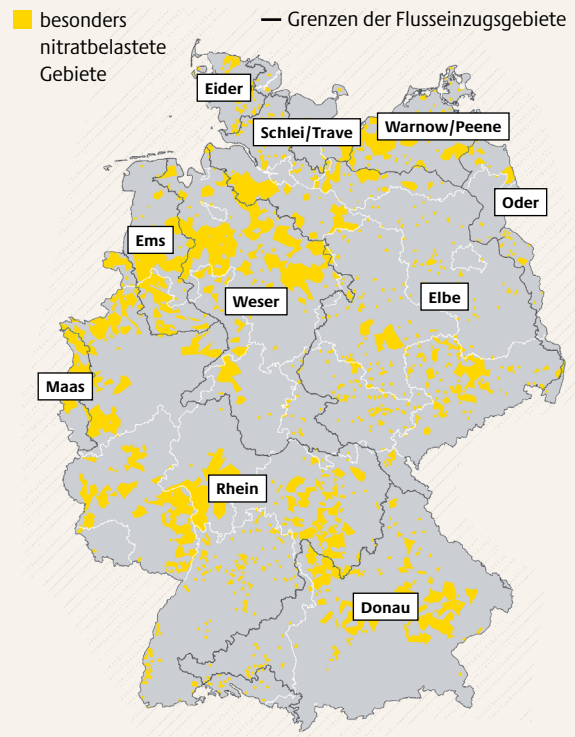 besonders
nitratbelastete
Gebiete
Grenzen der Flusseinzugsgebiete
Eider
Schlei/Trave
Warnow/Peene
Oder
Ems
Weser
Elbe
Maas
Rhein
Donau